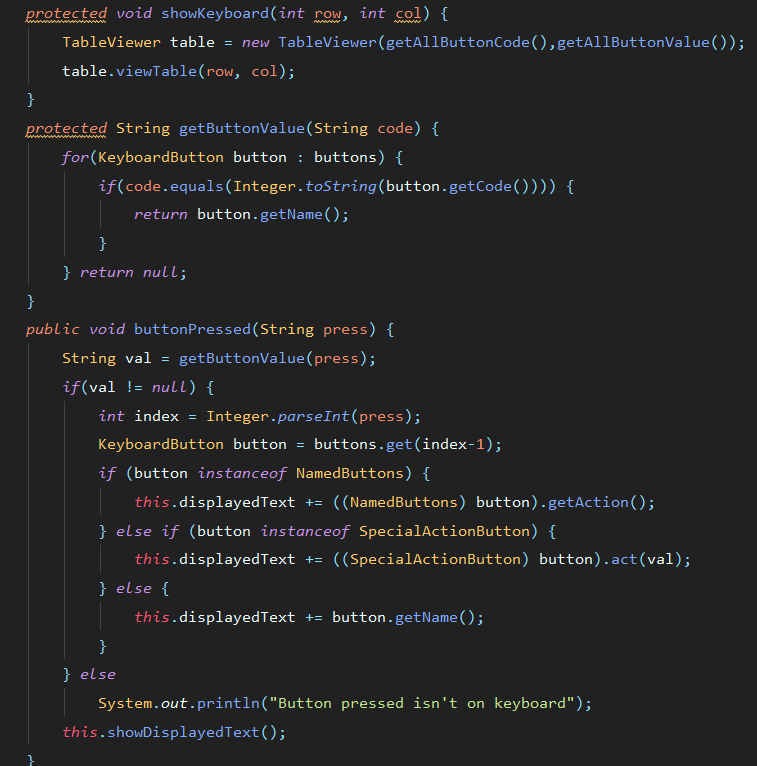 protected void showKeyboard(int row, int col) {
    TableViewer table = new TableViewer(getAllButtonCode(),getAllButtonValue());
    table.viewTable(row, col);
}
protected String getButtonValue(String code) {
    for(KeyboardButton button : buttons) {
        if(code.equals(Integer.toString(button.getCode()))) {
            return button.getName();
        }
    } return null;
}
public void buttonPressed(String press) {
    String val = getButtonValue(press);
    if(val != null) {
        int index = Integer.parseInt(press);
        KeyboardButton button = buttons.get(index-1);
        if (button instanceof NamedButtons) {
            this.displayedText += ((NamedButtons) button).getAction();
        } else if (button instanceof SpecialActionButton) {
            this.displayedText += ((SpecialActionButton) button).act(val);
        } else {
            this.displayedText += button.getName();
        }
    } else
        System.out.println("Button pressed isn't on keyboard");
    this.showDisplayedText();
}